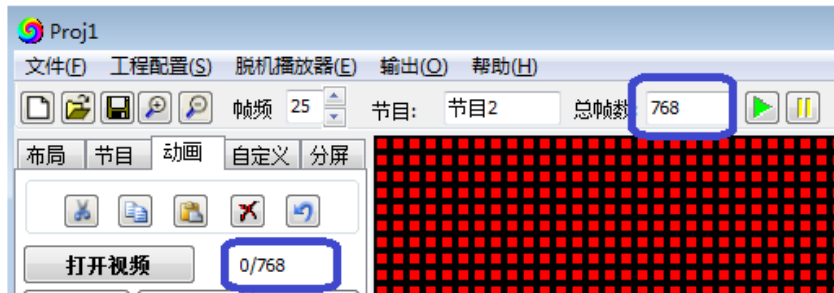 Proj1
文件(F) 工程配置(S) 脱机播放器(E) 输出(O) 帮助(H)
帧频 25 节目: 节目2 总帧数 768
布局 节目 动画 自定义 分屏
打开视频 0/768